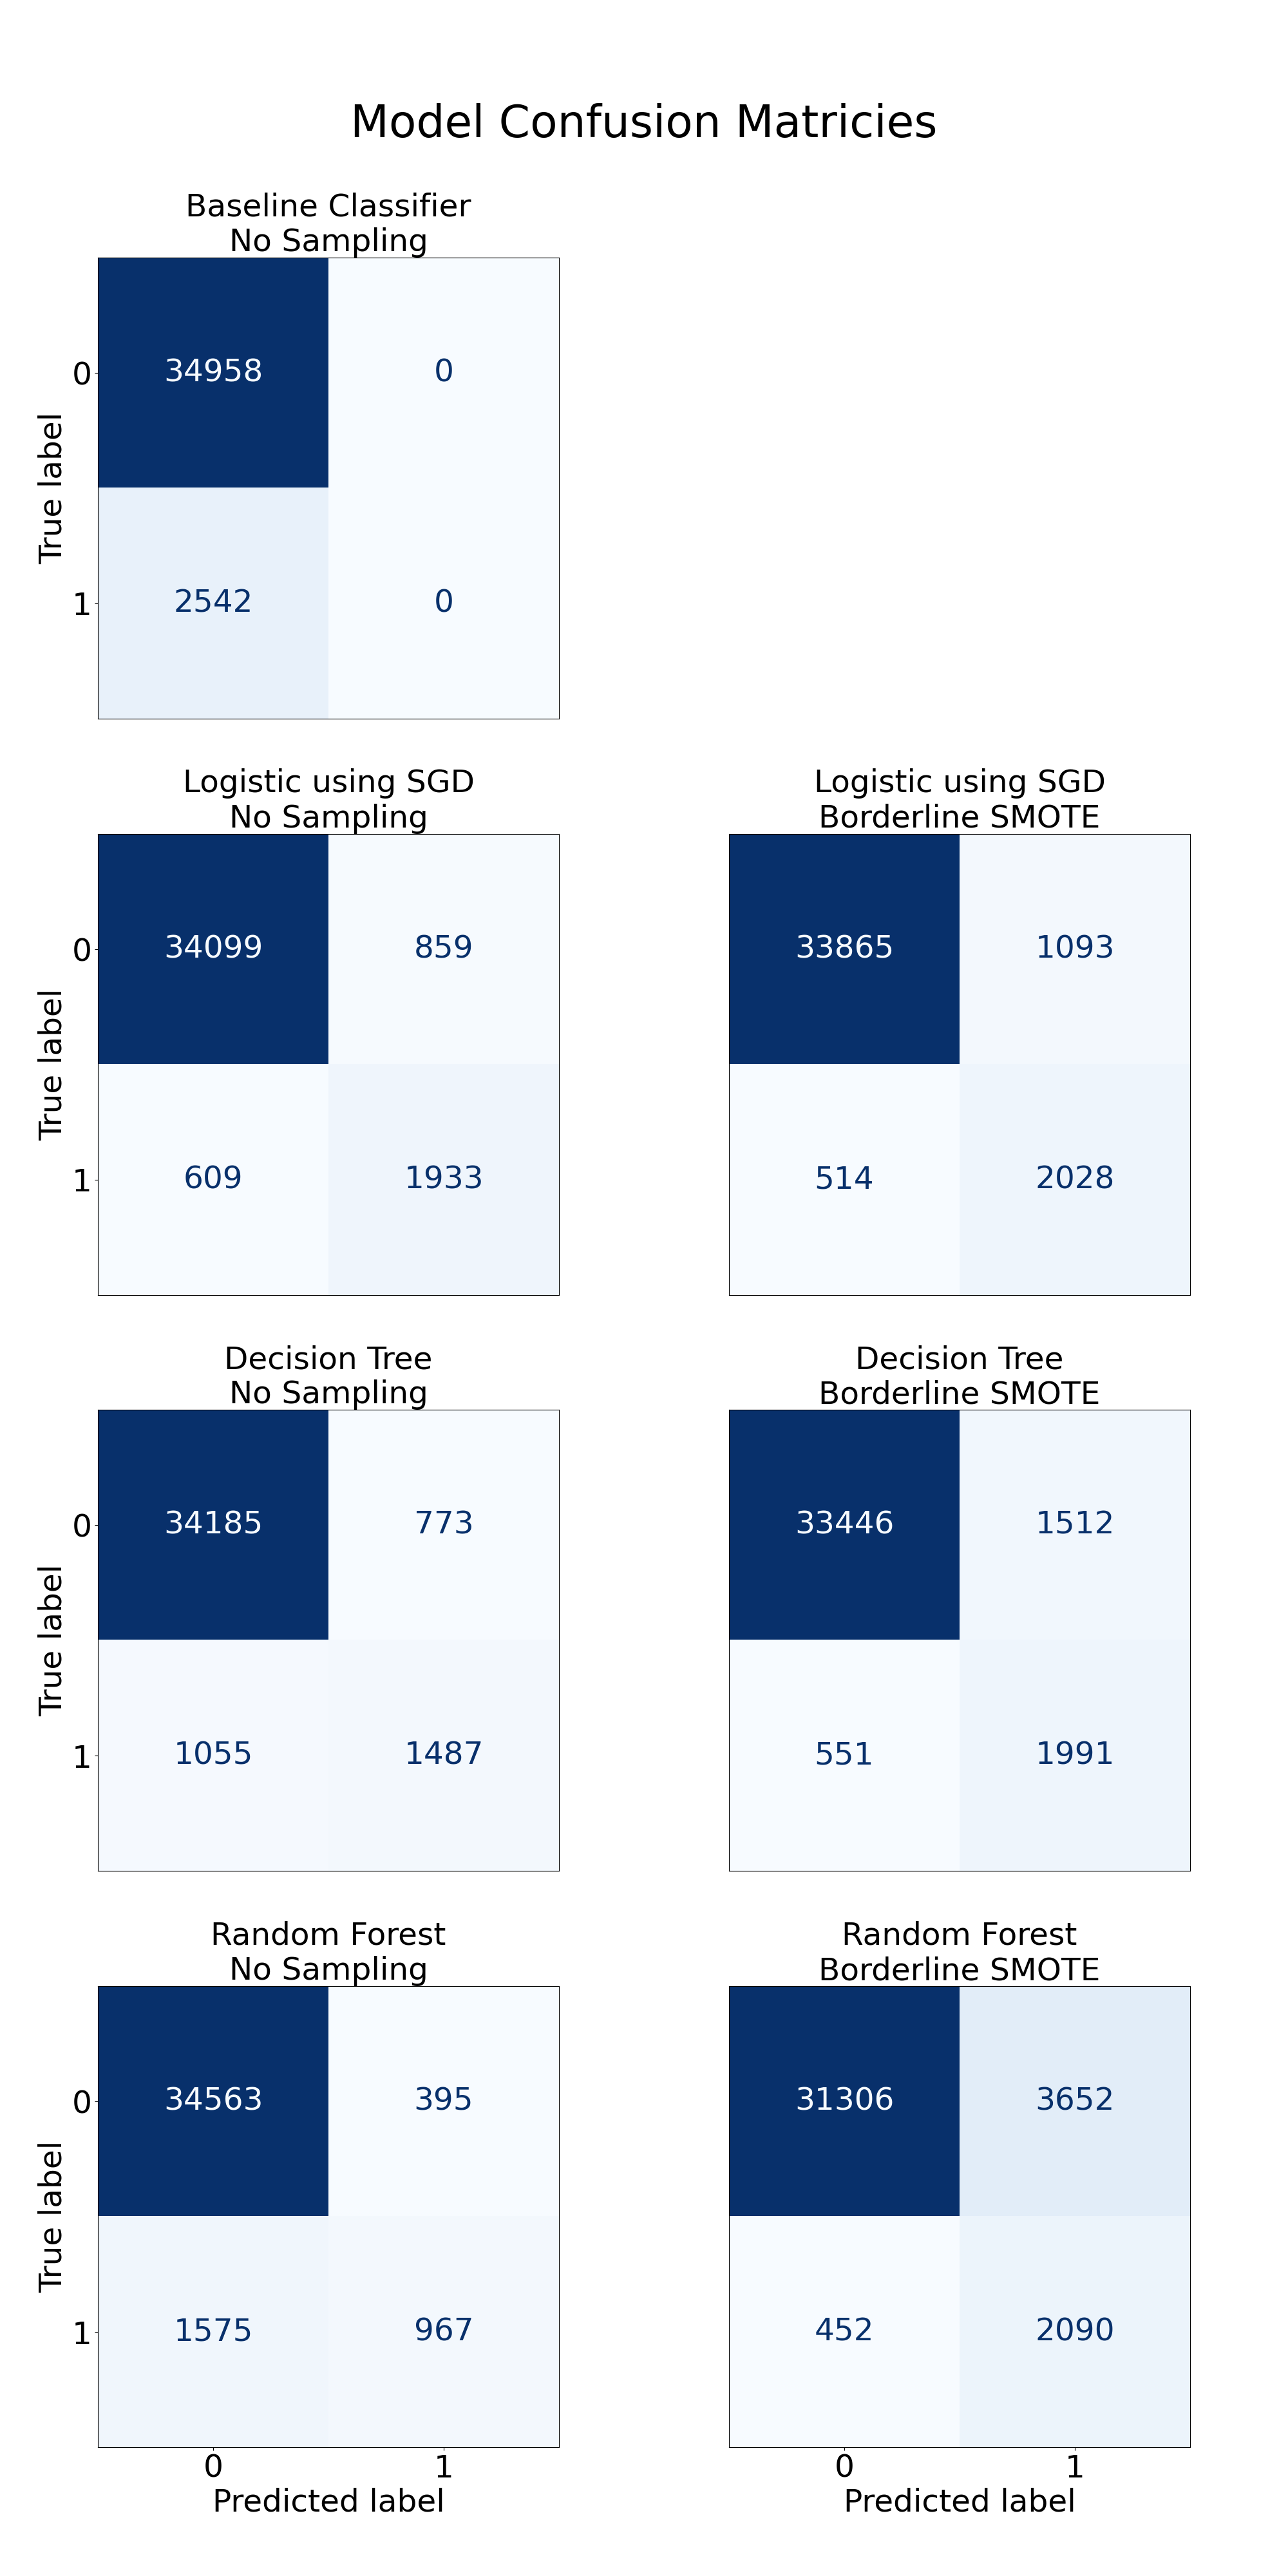 Model Confusion Matricies
Baseline Classifier
No Sampling
True label
0
34958 0
1
2542 0
Logistic using SGD
No Sampling
True label
0
34099 859
1
609 1933
Logistic using SGD
Borderline SMOTE
33865 1093
514 2028
Decision Tree
No Sampling
True label
0
34185 773
1
1055 1487
Decision Tree
Borderline SMOTE
33446 1512
551 1991
Random Forest
No Sampling
True label
0
34563 395
1
1575 967
0 1
Predicted label
Random Forest
Borderline SMOTE
31306 3652
452 2090
0 1
Predicted label